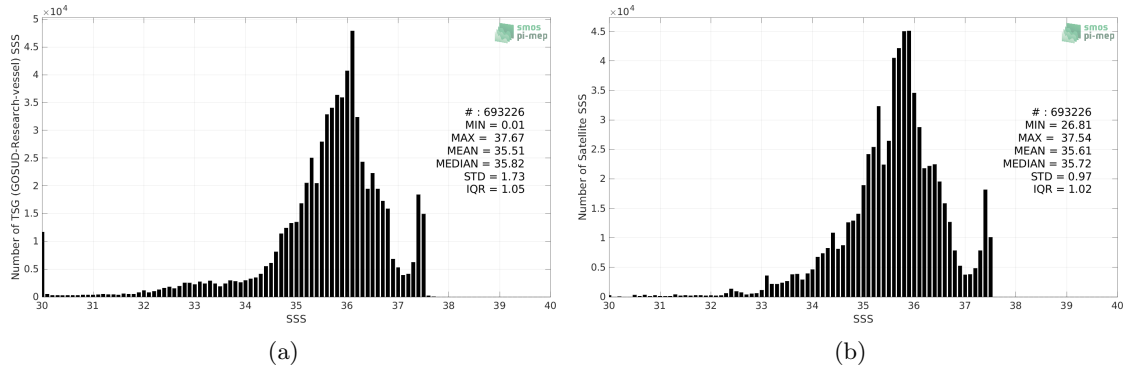 ×10⁴
5
4.5
4
3.5
3
2.5
2
1.5
1
0.5
0
30 31 32 33 34 35 36 37 38 39 40
SSS
Number of TSG (GOSUD-Research-vessel) SSS
smos
pi-mep
# : 693226
MIN = 0.01
MAX = 37.67
MEAN = 35.51
MEDIAN = 35.82
STD = 1.73
IQR = 1.05
(a)
×10⁴
4.5
4
3.5
3
2.5
2
1.5
1
0.5
0
30 31 32 33 34 35 36 37 38 39 40
SSS
Number of Satellite SSS
smos
pi-mep
# : 693226
MIN = 26.81
MAX = 37.54
MEAN = 35.61
MEDIAN = 35.72
STD = 0.97
IQR = 1.02
(b)